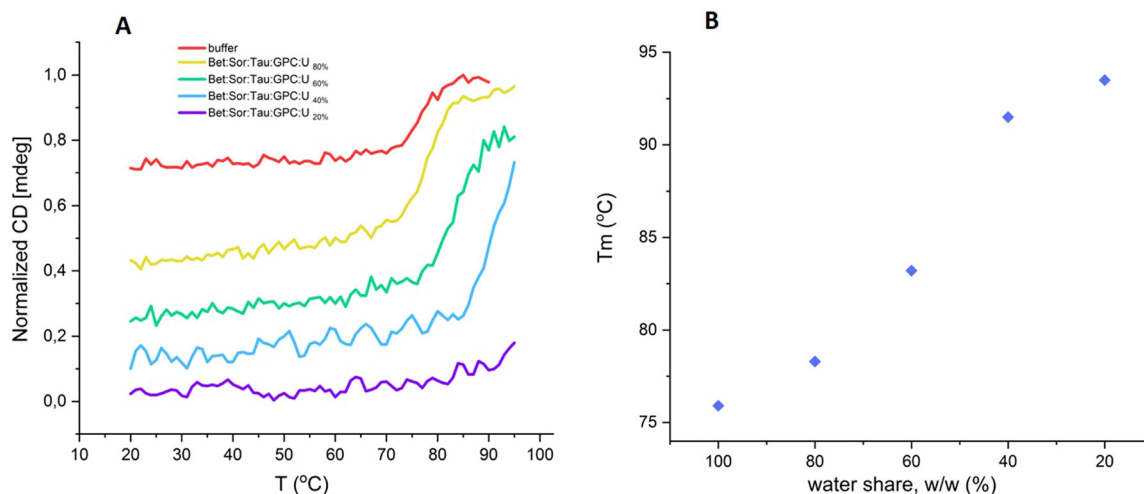 A
buffer
Bet:Sor:Tau:GPC:U 80%
Bet:Sor:Tau:GPC:U 60%
Bet:Sor:Tau:GPC:U 40%
Bet:Sor:Tau:GPC:U 20%
Normalized CD [mdeg]
1,0
0,8
0,6
0,4
0,2
0,0
10 20 30 40 50 60 70 80 90 100
T (°C)
B
Tm (°C)
95
90
85
80
75
100 80 60 40 20
water share, w/w (%)